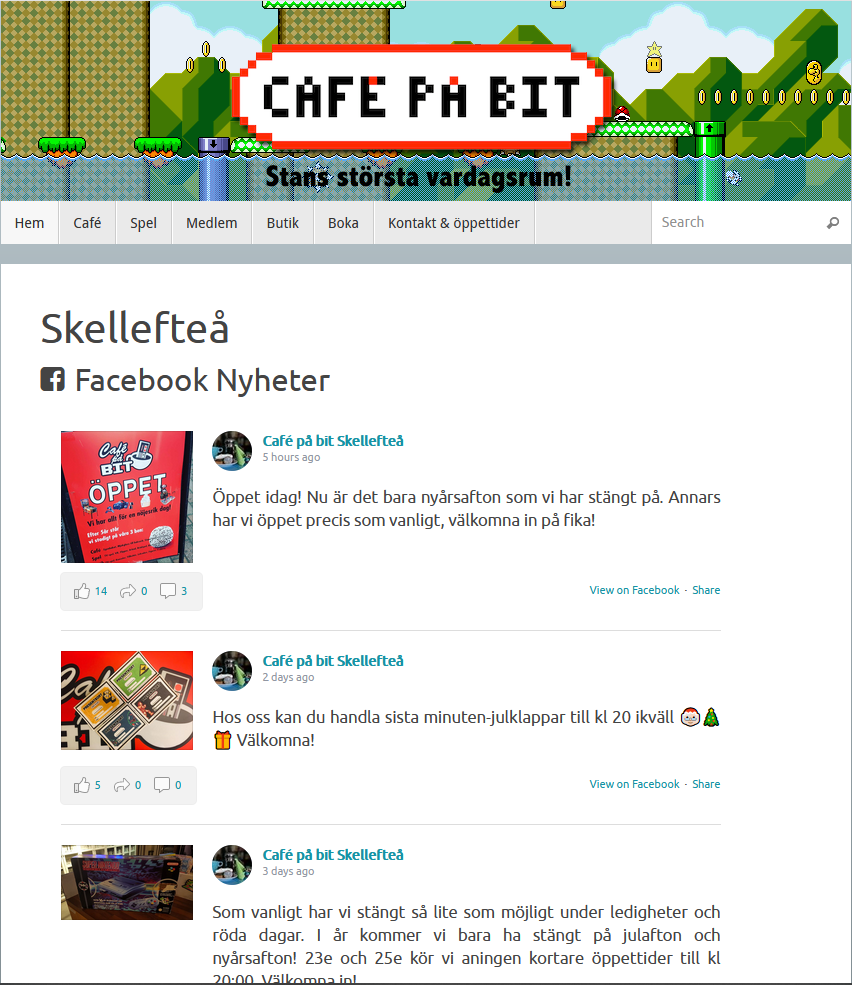 CAFÉ PÅ BIT
Stans största vardagsrum!
Hem Café Spel Medlem Butik Boka Kontakt & öppettider Search
Skellefteå
Facebook Nyheter
Café på bit Skellefteå
5 hours ago
Café
på
BIT
ÖPPET
Vi har allt för en nöjesrik dag!
Öppet idag! Nu är det bara nyårsafton som vi har stängt på. Annars
har vi öppet precis som vanligt, välkomna in på fika!
14 0 3
View on Facebook · Share
Café på bit Skellefteå
2 days ago
Hos oss kan du handla sista minuten-julklappar till kl 20 ikväll 🎅🎄
🎁 Välkomna!
5 0 0
View on Facebook · Share
Café på bit Skellefteå
3 days ago
Som vanligt har vi stängt så lite som möjligt under ledigheter och
röda dagar. I år kommer vi bara ha stängt på julafton och
nyårsafton! 23e och 25e kör vi aningen kortare öppettider till kl
20:00. Välkomna in!